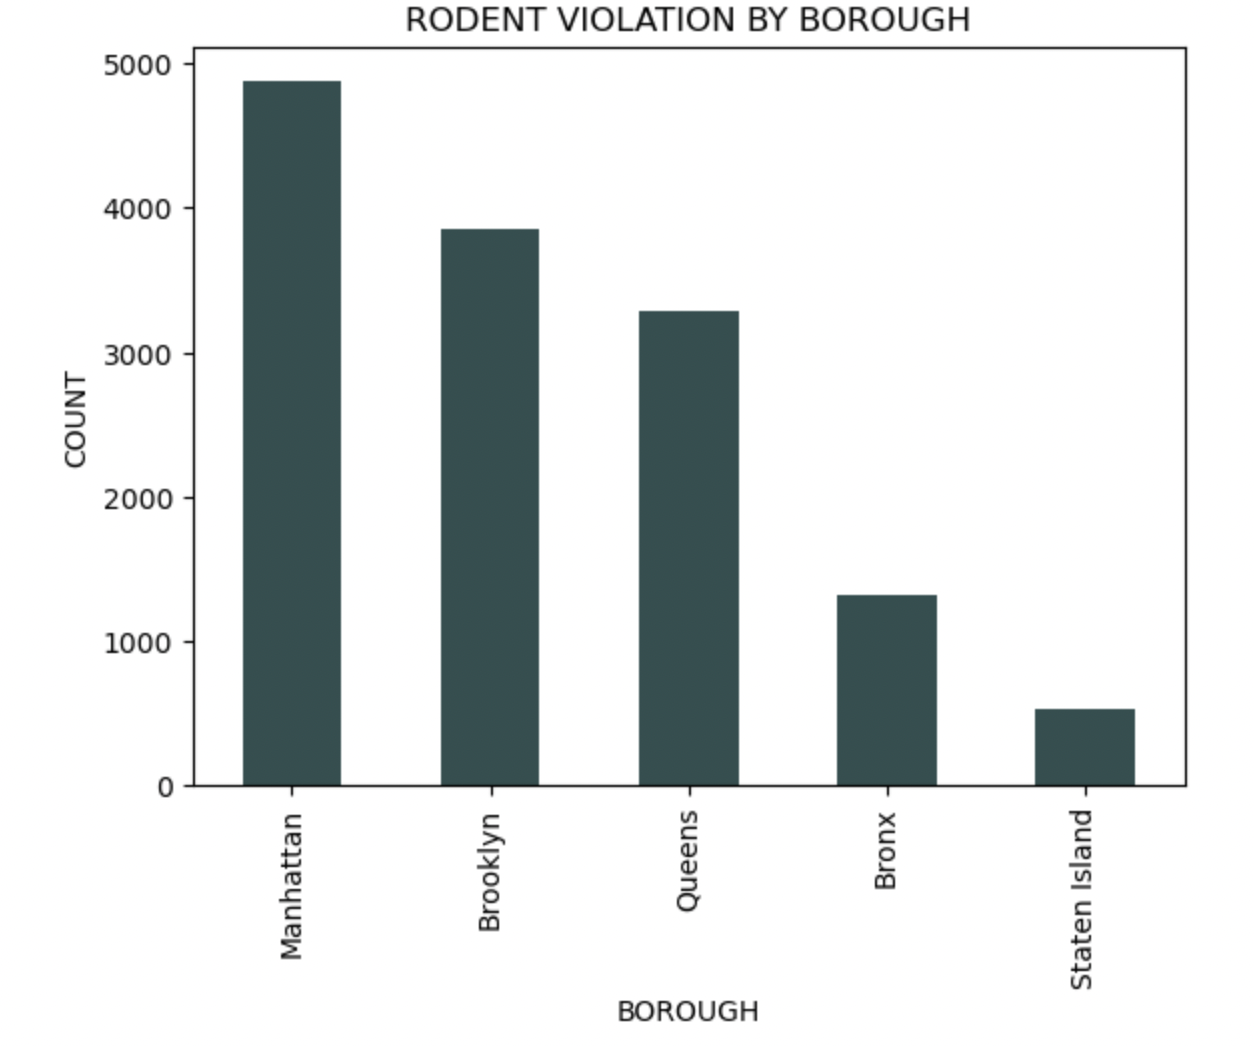 RODENT VIOLATION BY BOROUGH
5000
4000
3000
2000
1000
0
COUNT
Manhattan
Brooklyn
Queens
Bronx
Staten Island
BOROUGH